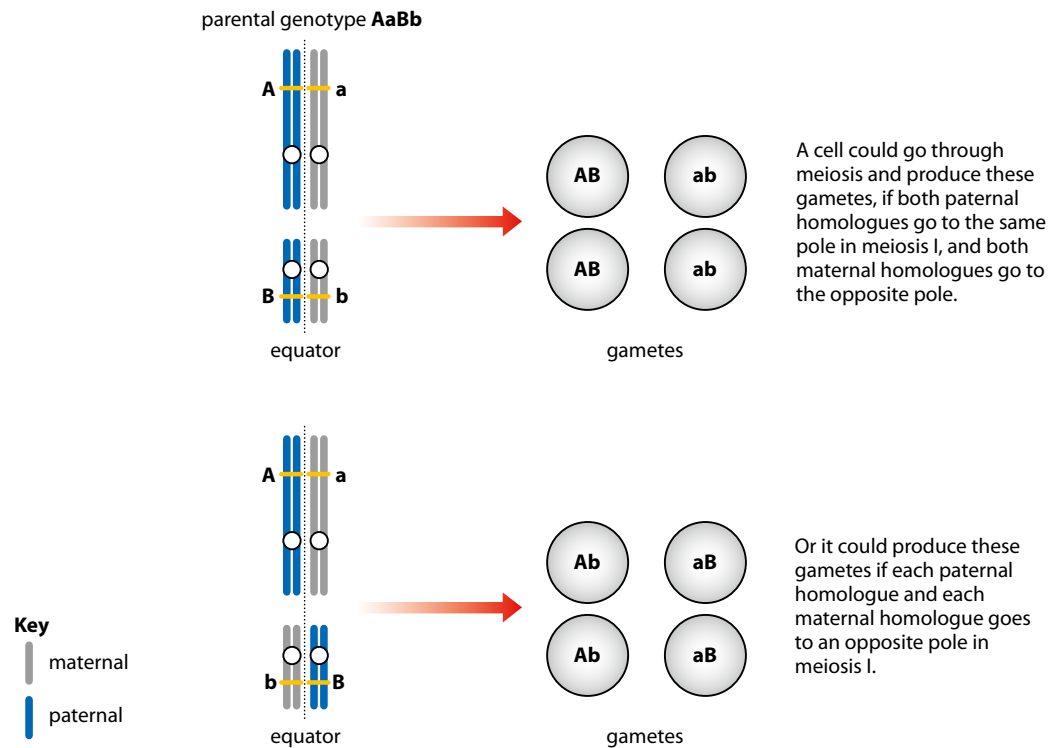 parental genotype AaBb
A a
B b
equator
AB ab
AB ab
gametes
A cell could go through
meiosis and produce these
gametes, if both paternal
homologues go to the same
pole in meiosis I, and both
maternal homologues go to
the opposite pole.
A a
b B
equator
Ab aB
Ab aB
gametes
Or it could produce these
gametes if each paternal
homologue and each
maternal homologue goes
to an opposite pole in
meiosis I.
Key
maternal
paternal